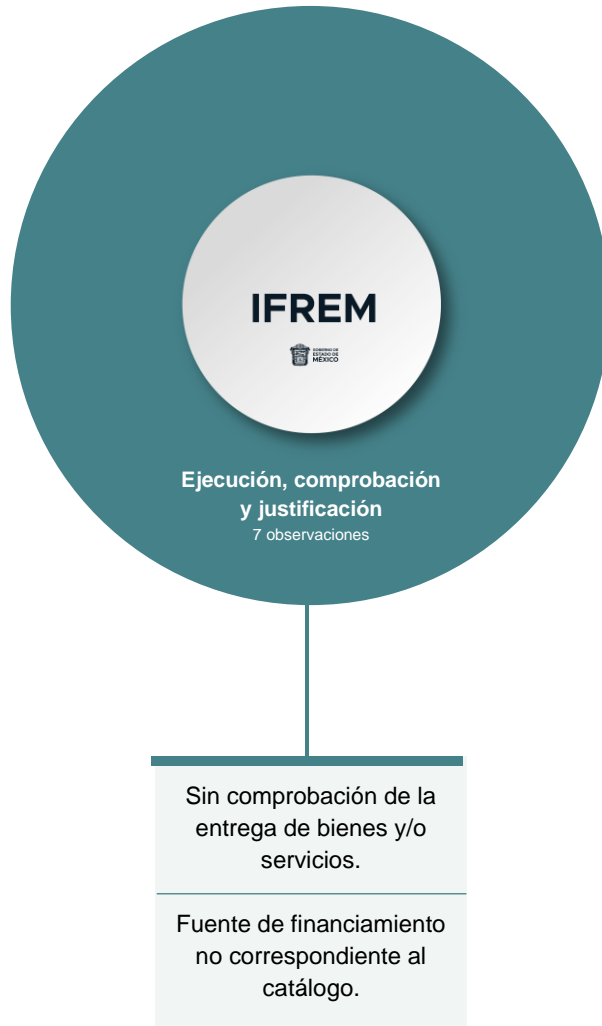 IFREM
GOBIERNO DE
ESTADO DE
MÉXICO
Ejecución, comprobación
y justificación
7 observaciones
Sin comprobación de la
entrega de bienes y/o
servicios.
Fuente de financiamiento
no correspondiente al
catálogo.